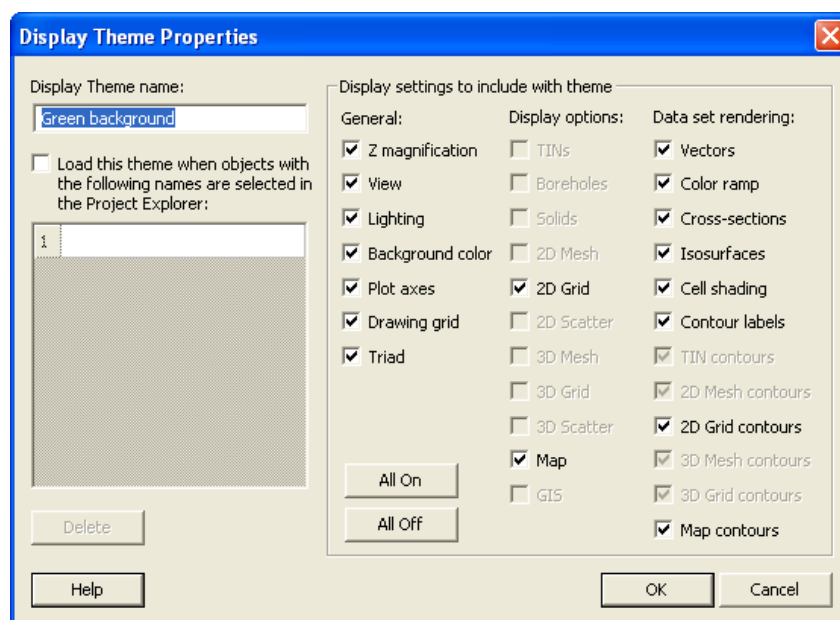 Display Theme Properties
Display Theme name:
Green background
Load this theme when objects with
the following names are selected in
the Project Explorer:
1
Delete
Help
Display settings to include with theme
General:
Z magnification
View
Lighting
Background color
Plot axes
Drawing grid
Triad
All On
All Off
Display options:
TINs
Boreholes
Solids
2D Mesh
2D Grid
2D Scatter
3D Mesh
3D Grid
3D Scatter
Map
GIS
Data set rendering:
Vectors
Color ramp
Cross-sections
Isosurfaces
Cell shading
Contour labels
TIN contours
2D Mesh contours
2D Grid contours
3D Mesh contours
3D Grid contours
Map contours
OK
Cancel